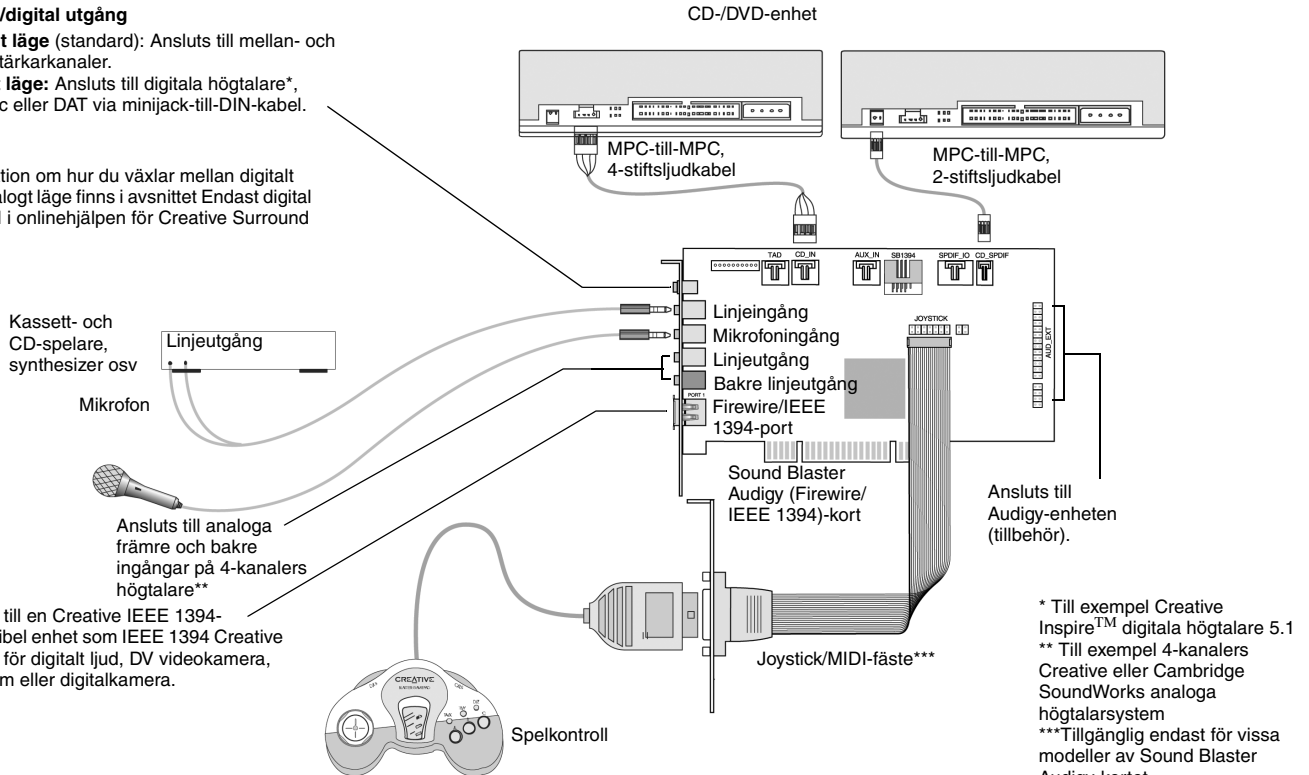 /digital utgång
t läge (standard): Ansluts till mellan- och
tärkarkanaler.
t läge: Ansluts till digitala högtalare*,
c eller DAT via minijack-till-DIN-kabel.
tion om hur du växlar mellan digitalt
alogt läge finns i avsnittet Endast digital
i onlinehjälpen för Creative Surround
CD-/DVD-enhet
MPC-till-MPC,
4-stiftsljudkabel
MPC-till-MPC,
2-stiftsljudkabel
TAD
CD_IN
AUX_IN
SB1394
SPDIF_IO
CD_SPDIF
JOYSTICK
AUD_EXT
Kassett- och
CD-spelare,
synthesizer osv
Linjeutgång
Mikrofon
Linjeingång
Mikrofoningång
Linjeutgång
Bakre linjeutgång
PORT 1
Firewire/IEEE
1394-port
Sound Blaster
Audigy (Firewire/
IEEE 1394)-kort
Ansluts till
Audigy-enheten
(tillbehör).
Ansluts till analoga
främre och bakre
ingångar på 4-kanalers
högtalare**
till en Creative IEEE 1394-
ibel enhet som IEEE 1394 Creative
för digitalt ljud, DV videokamera,
m eller digitalkamera.
Joystick/MIDI-fäste***
CREATIVE
Spelkontroll
* Till exempel Creative
Inspire™ digitala högtalare 5.1
** Till exempel 4-kanalers
Creative eller Cambridge
SoundWorks analoga
högtalarsystem
***Tillgänglig endast för vissa
modeller av Sound Blaster
Audigy-kortet